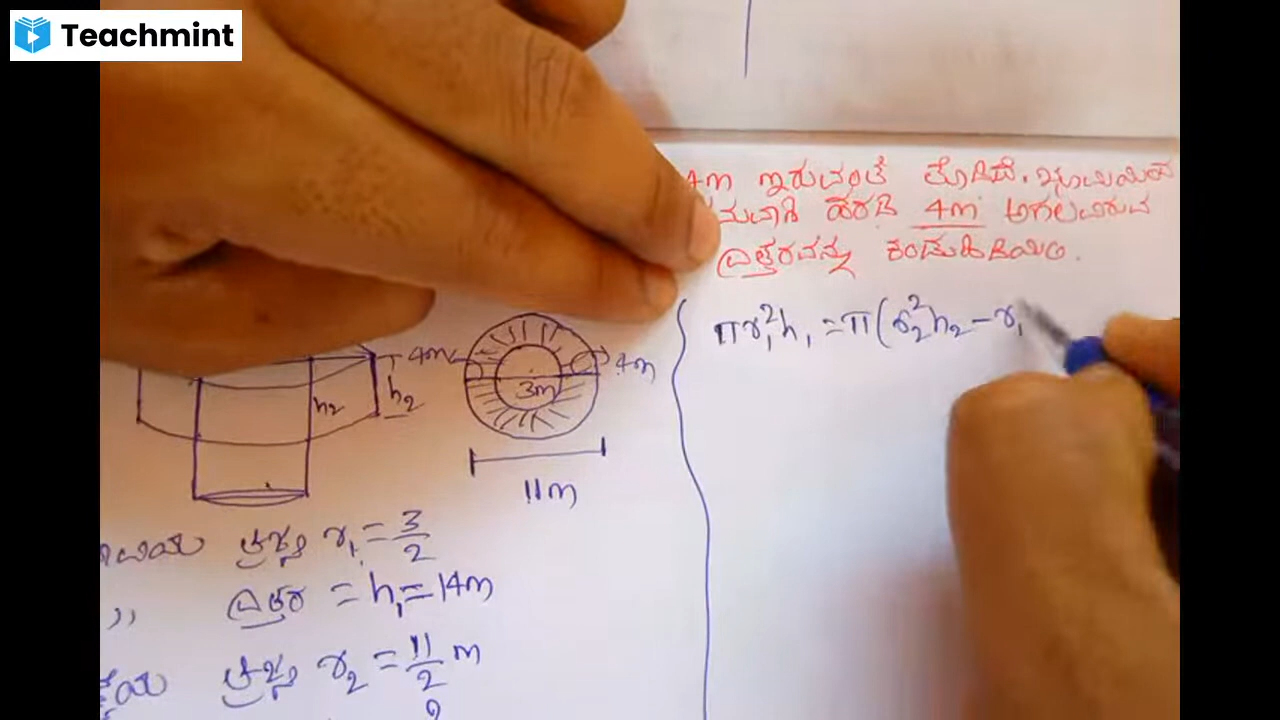 Teachmint
4m ಇರುವಂತೆ ತೊಡಿದೆ.
ಹರಡಿ 4m ಅಗಲವಿರುವ
ಎತ್ತರವನ್ನು ಕಂಡುಹಿಡಿಯಿರಿ.
πr₁²h₁ = π(r₂²h₂ - r₁
4m
4m
3m
h₂
h₂
11m
ತ್ರಿಜ್ಯ r₁ = 3/2
,, ಎತ್ತರ = h₁ = 14m
ತ್ರಿಜ್ಯ r₂ = 11/2 m